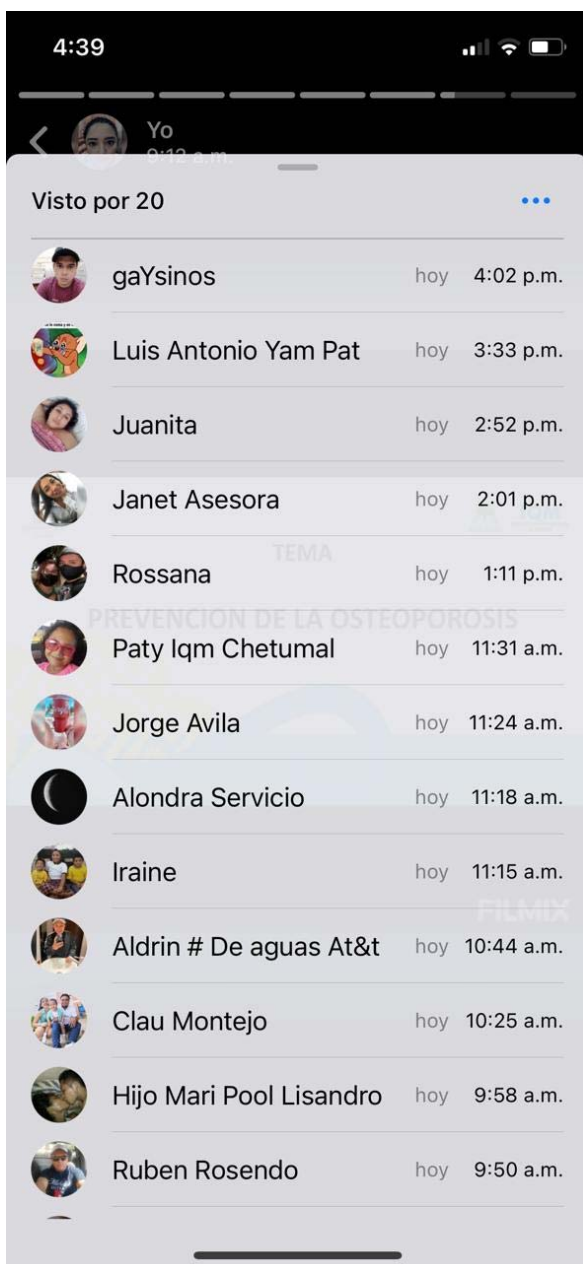 4:39
Yo
9:12 a.m.
Visto por 20
gaYsinos hoy 4:02 p.m.
Luis Antonio Yam Pat hoy 3:33 p.m.
Juanita hoy 2:52 p.m.
Janet Asesora hoy 2:01 p.m.
IQM
TEMA
Rossana hoy 1:11 p.m.
PREVENCION DE LA OSTEOPOROSIS
Paty Iqm Chetumal hoy 11:31 a.m.
Jorge Avila hoy 11:24 a.m.
Alondra Servicio hoy 11:18 a.m.
Iraine hoy 11:15 a.m.
FILMIX
Aldrin # De aguas At&t hoy 10:44 a.m.
Clau Montejo hoy 10:25 a.m.
Hijo Mari Pool Lisandro hoy 9:58 a.m.
Ruben Rosendo hoy 9:50 a.m.